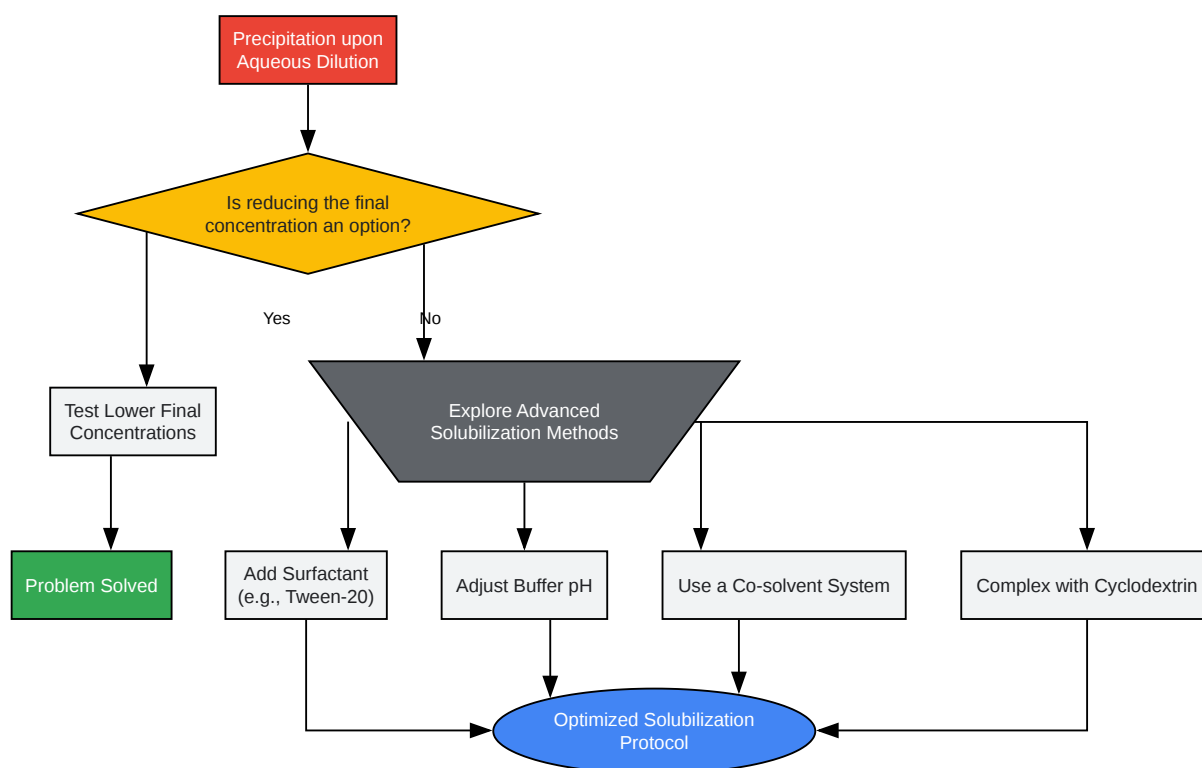 Precipitation upon
Aqueous Dilution
Is reducing the final
concentration an option?
Yes
No
Test Lower Final
Concentrations
Explore Advanced
Solubilization Methods
Problem Solved
Add Surfactant
(e.g., Tween-20)
Adjust Buffer pH
Use a Co-solvent System
Complex with Cyclodextrin
Optimized Solubilization
Protocol